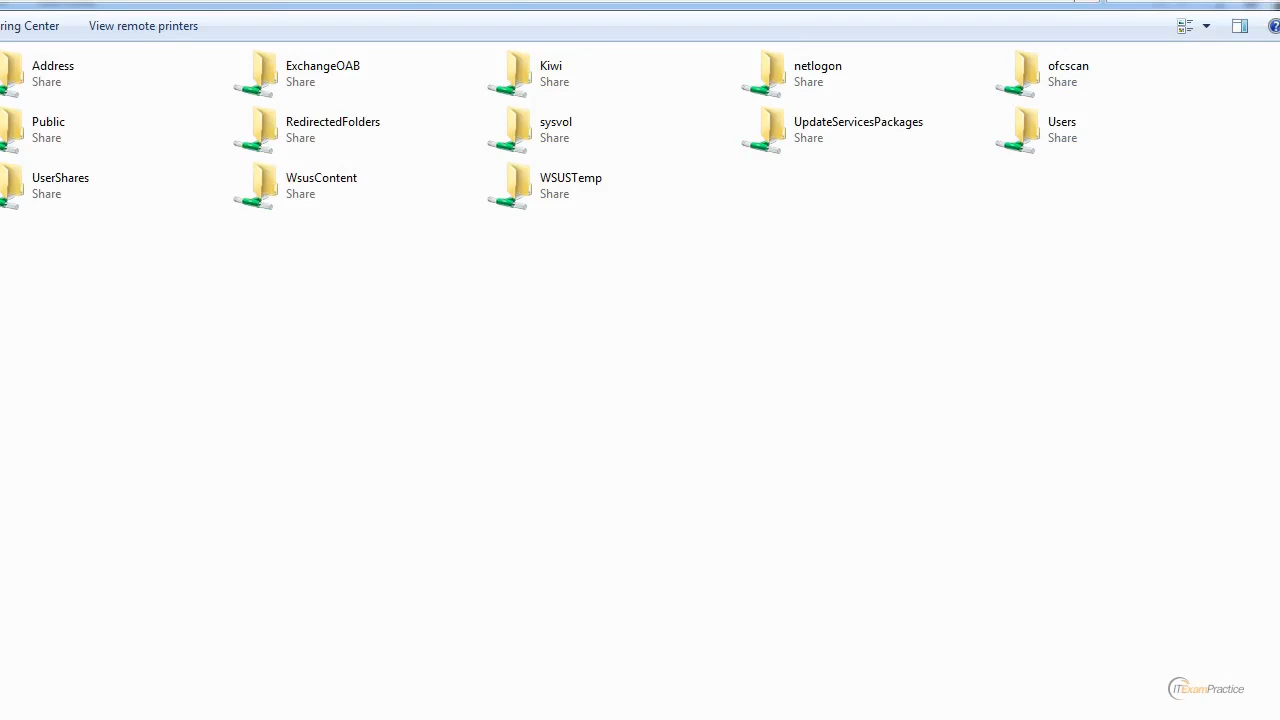 ring Center View remote printers
Address ExchangeOAB Kiwi netlogon ofcscan
Share Share Share Share Share
Public RedirectedFolders sysvol UpdateServicesPackages Users
Share Share Share Share Share
UserShares WsusContent WSUSTemp
Share Share Share
ITExamPractice